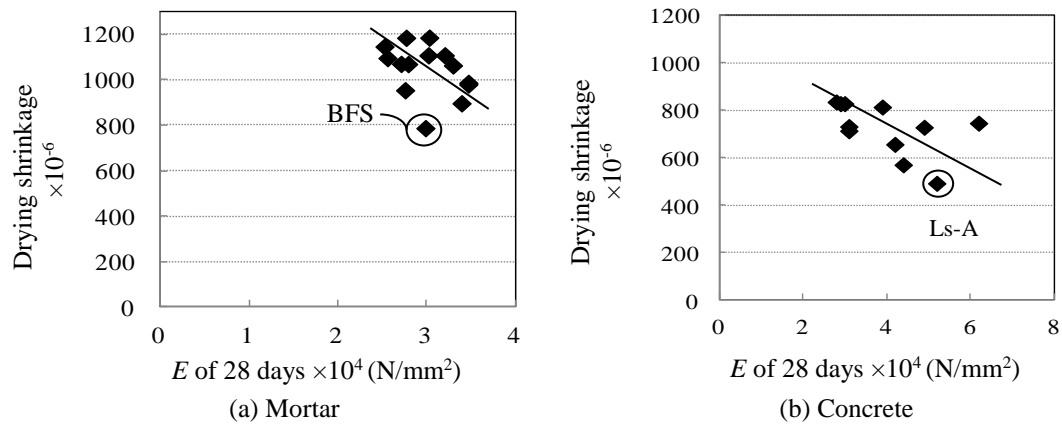 Drying shrinkage
×10⁻⁶
1200
1000
800
600
400
200
0
BFS
0 1 2 3 4
E of 28 days ×10⁴ (N/mm²)
(a) Mortar
Drying shrinkage
×10⁻⁶
1200
1000
800
600
400
200
0
Ls-A
0 2 4 6 8
E of 28 days ×10⁴ (N/mm²)
(b) Concrete